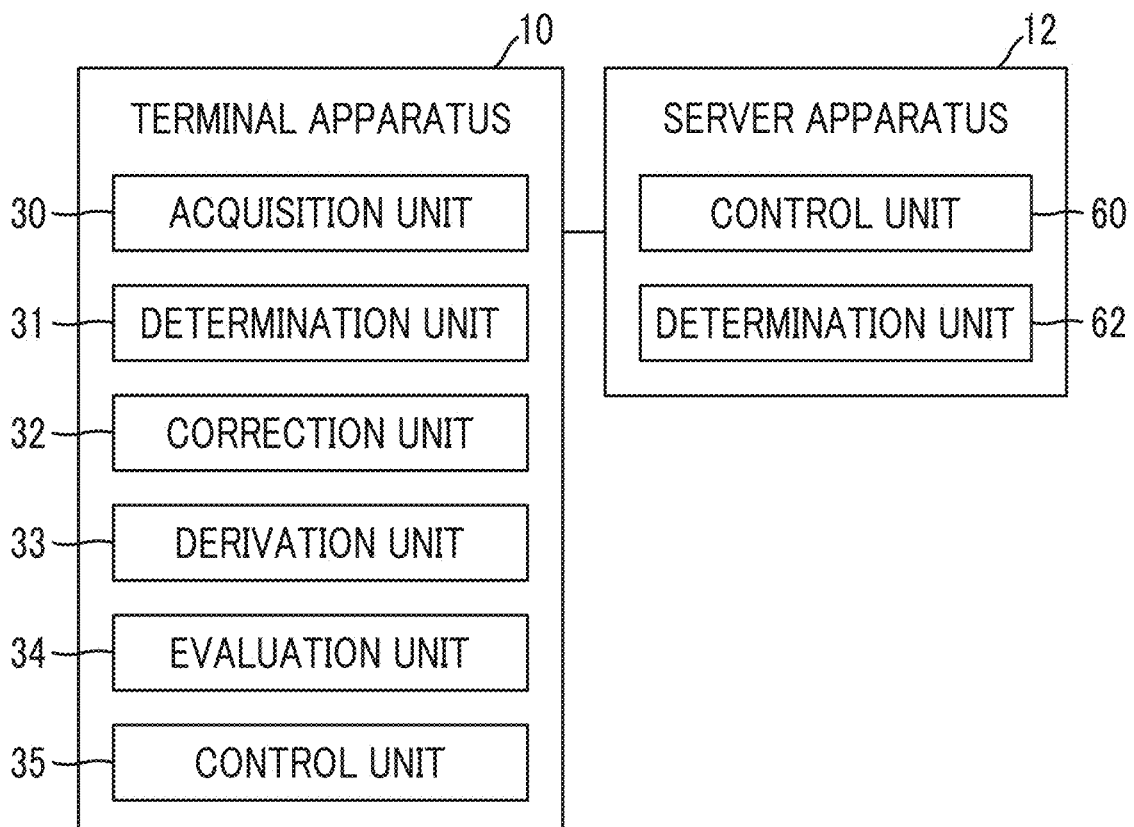 10
12
TERMINAL APPARATUS
SERVER APPARATUS
30
ACQUISITION UNIT
CONTROL UNIT
60
31
DETERMINATION UNIT
DETERMINATION UNIT
62
32
CORRECTION UNIT
33
DERIVATION UNIT
34
EVALUATION UNIT
35
CONTROL UNIT